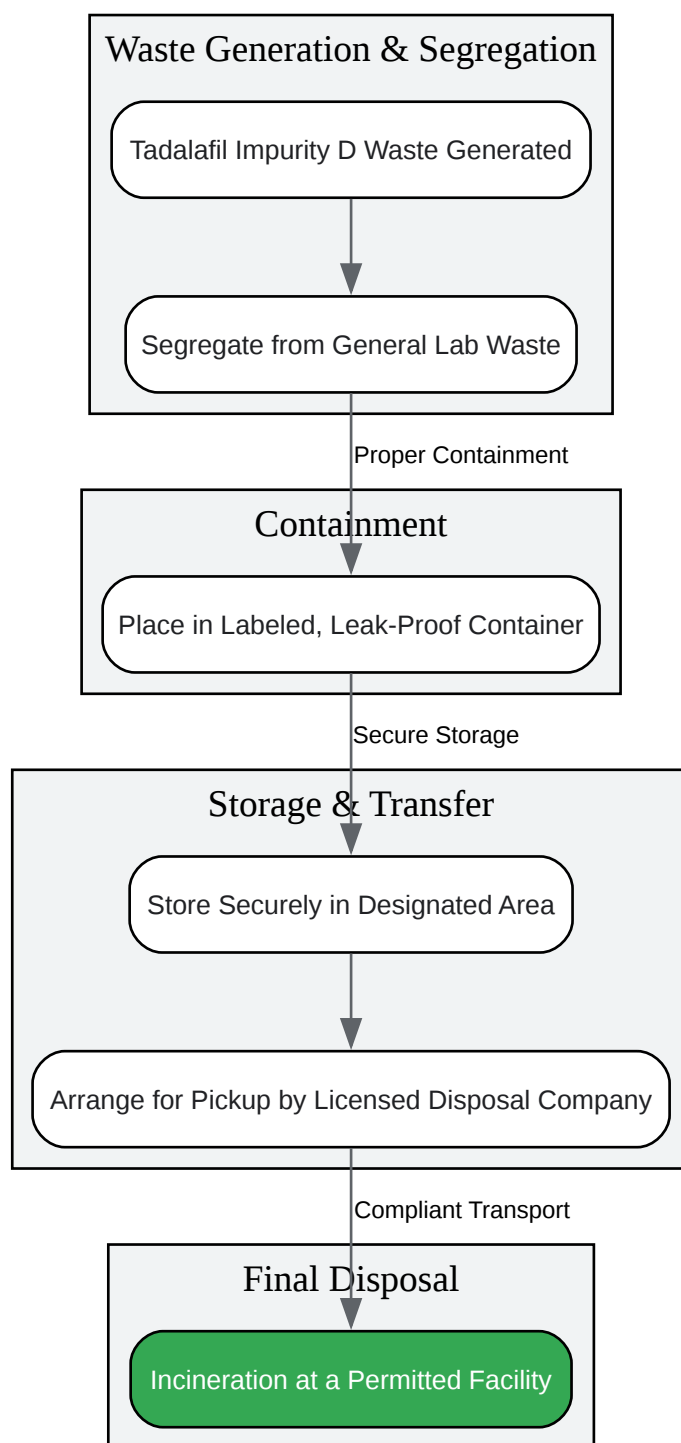 Waste Generation & Segregation
Tadalafil Impurity D Waste Generated
Segregate from General Lab Waste
Proper Containment
Containment
Place in Labeled, Leak-Proof Container
Secure Storage
Storage & Transfer
Store Securely in Designated Area
Arrange for Pickup by Licensed Disposal Company
Compliant Transport
Final Disposal
Incineration at a Permitted Facility